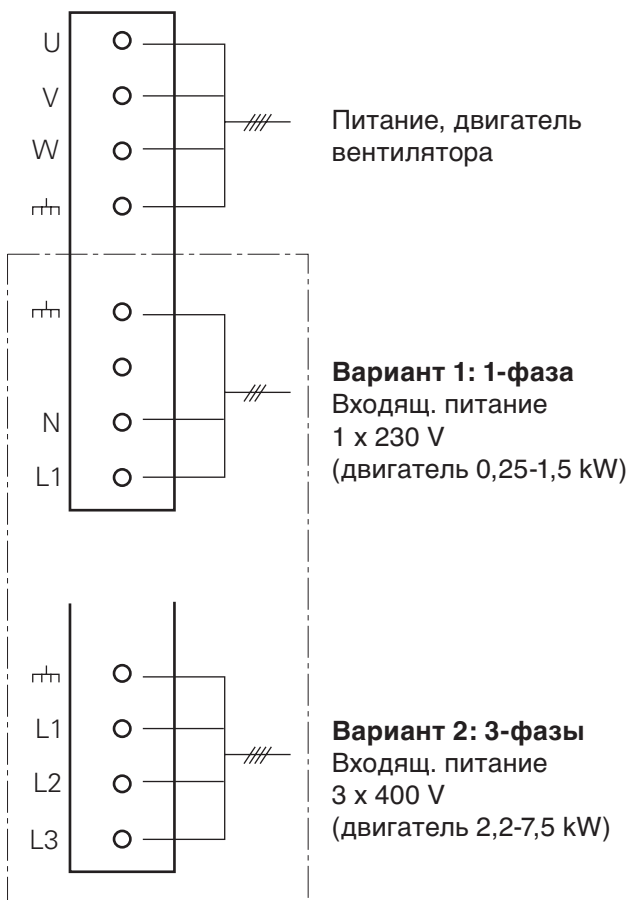 U
V
W
Питание, двигатель
вентилятора
N
L1
Вариант 1: 1-фаза
Входящ. питание
1 x 230 V
(двигатель 0,25-1,5 kW)
L1
L2
L3
Вариант 2: 3-фазы
Входящ. питание
3 x 400 V
(двигатель 2,2-7,5 kW)